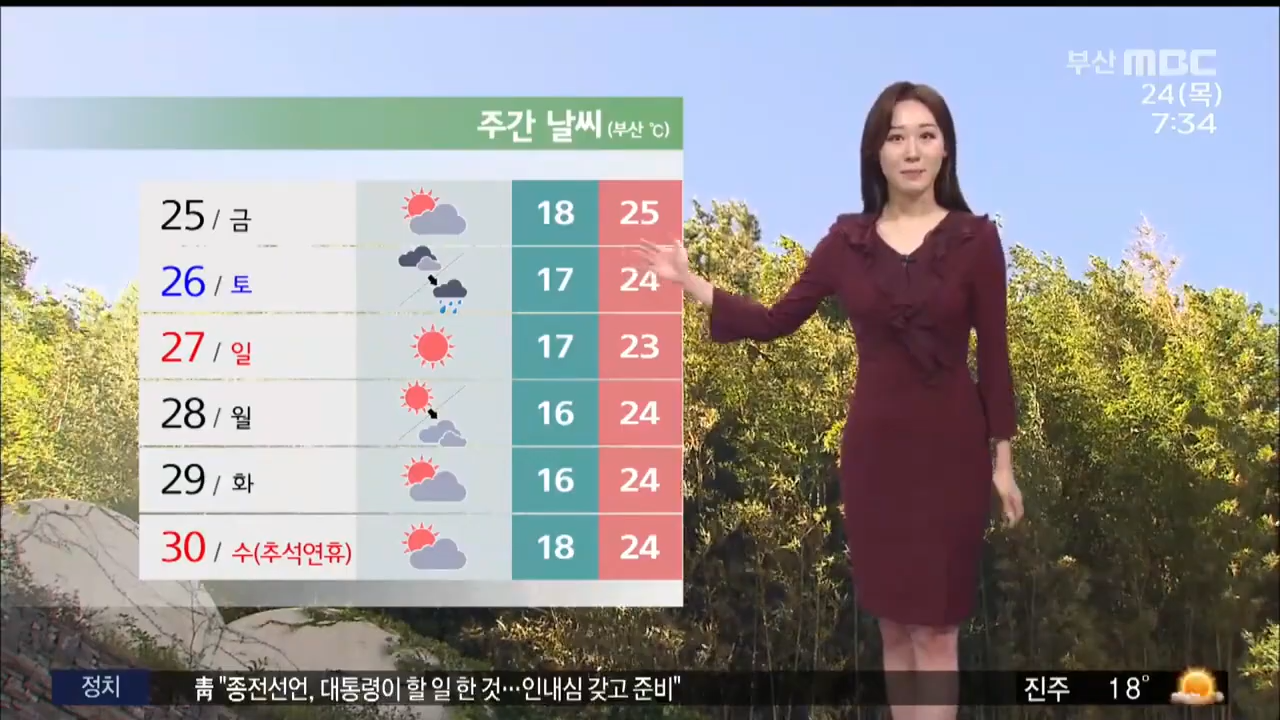 부산 MBC
24(목)
7:34
주간 날씨 (부산 ℃)
25 / 금 18 25
26 / 토 17 24
27 / 일 17 23
28 / 월 16 24
29 / 화 16 24
30 / 수(추석연휴) 18 24
정치 靑 "종전선언, 대통령이 할 일 한 것…인내심 갖고 준비" 진주 18°